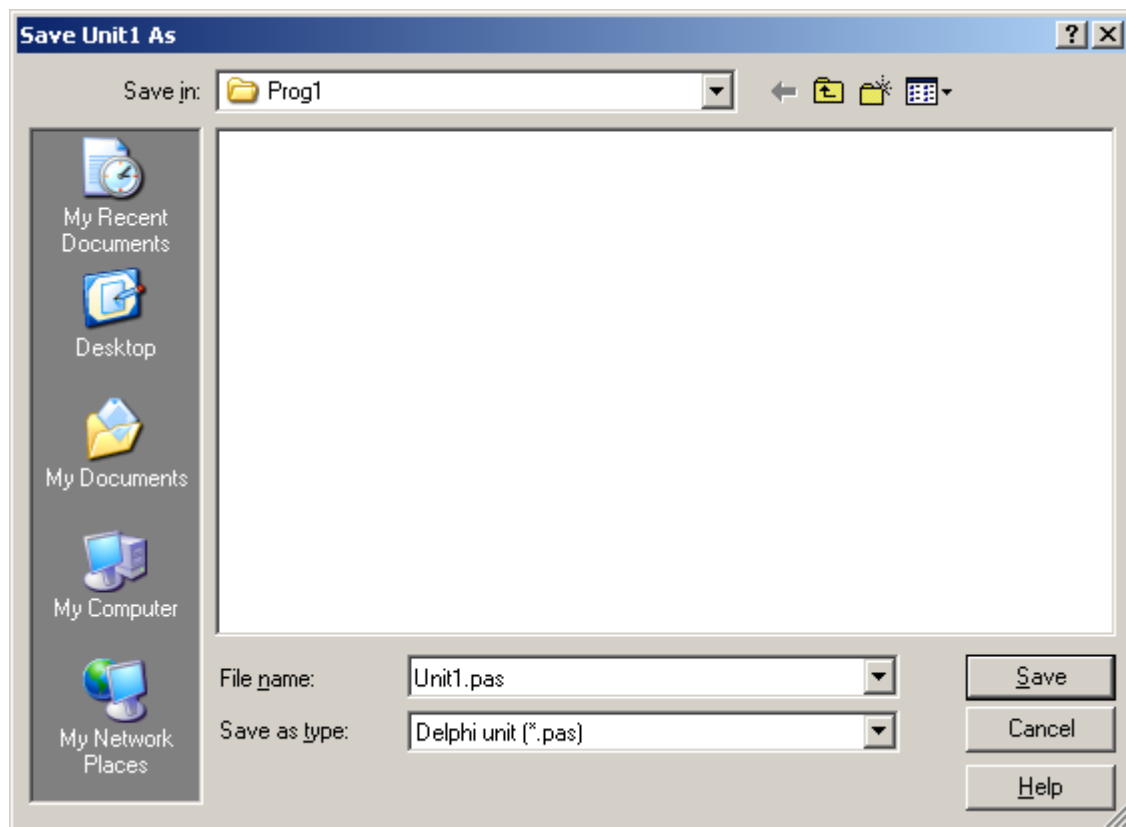 Save Unit1 As
Save in:
Prog1
My Recent
Documents
Desktop
My Documents
My Computer
My Network
Places
File name:
Unit1.pas
Save
Save as type:
Delphi unit (*.pas)
Cancel
Help